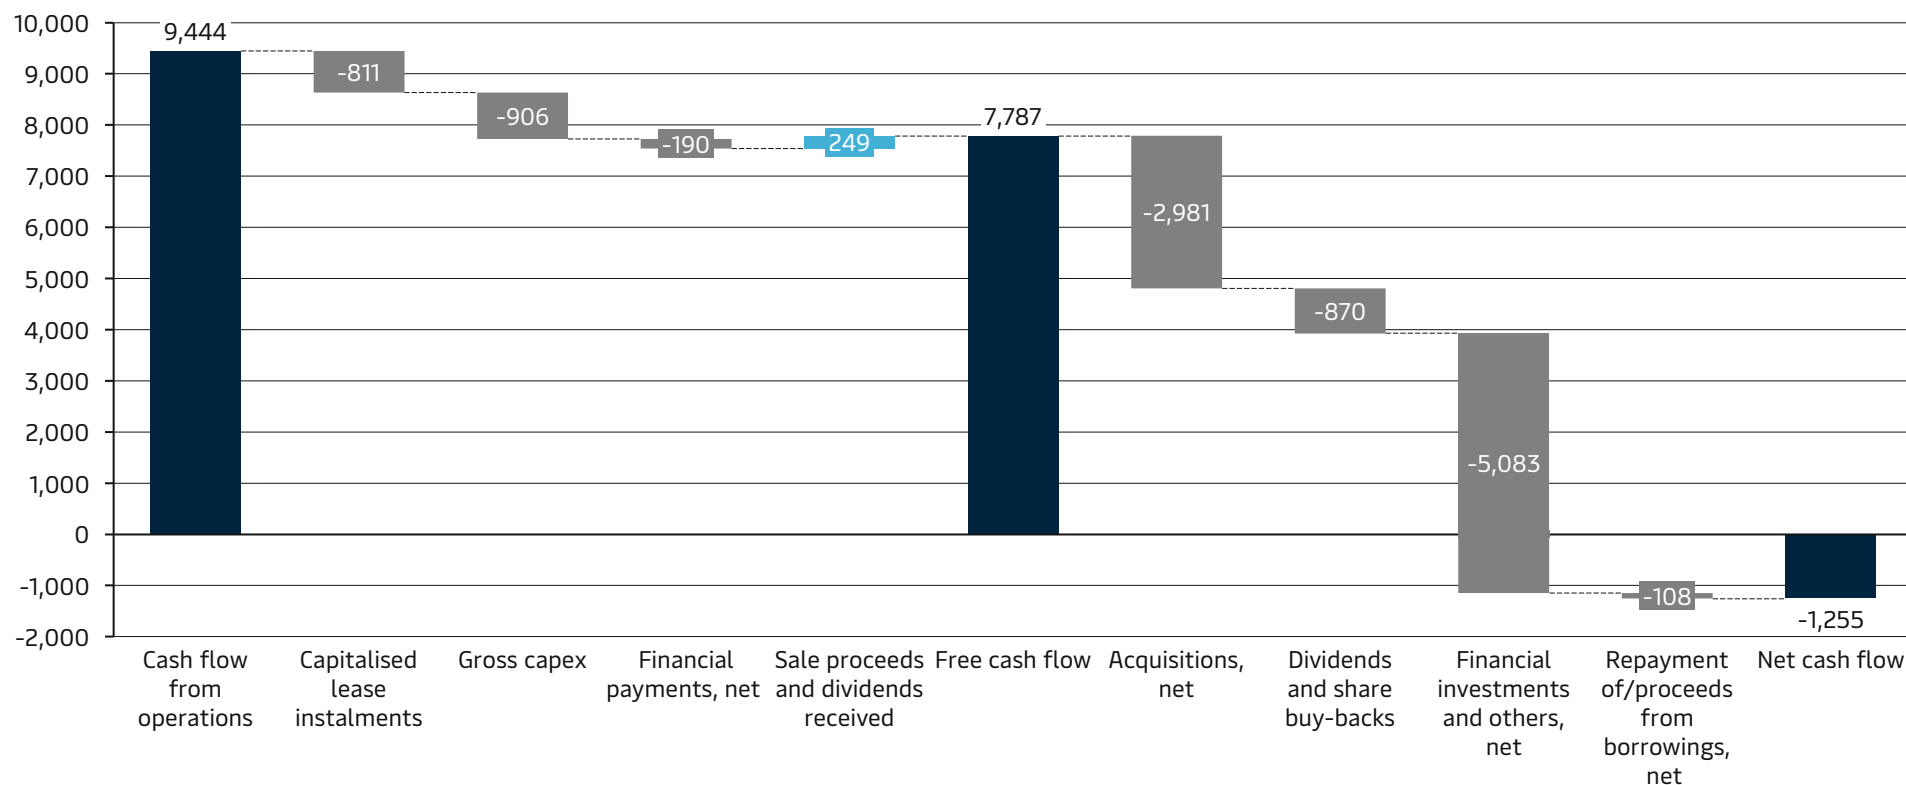 10,000
9,000
8,000
7,000
6,000
5,000
4,000
3,000
2,000
1,000
0
-1,000
-2,000
9,444
-811
-906
-190
249
7,787
-2,981
-870
-5,083
-108
-1,255
Cash flow
from
operations
Capitalised
lease
instalments
Gross capex
Financial
payments, net
Sale proceeds
and dividends
received
Free cash flow
Acquisitions,
net
Dividends
and share
buy-backs
Financial
investments
and others,
net
Repayment
of/proceeds
from
borrowings,
net
Net cash flow